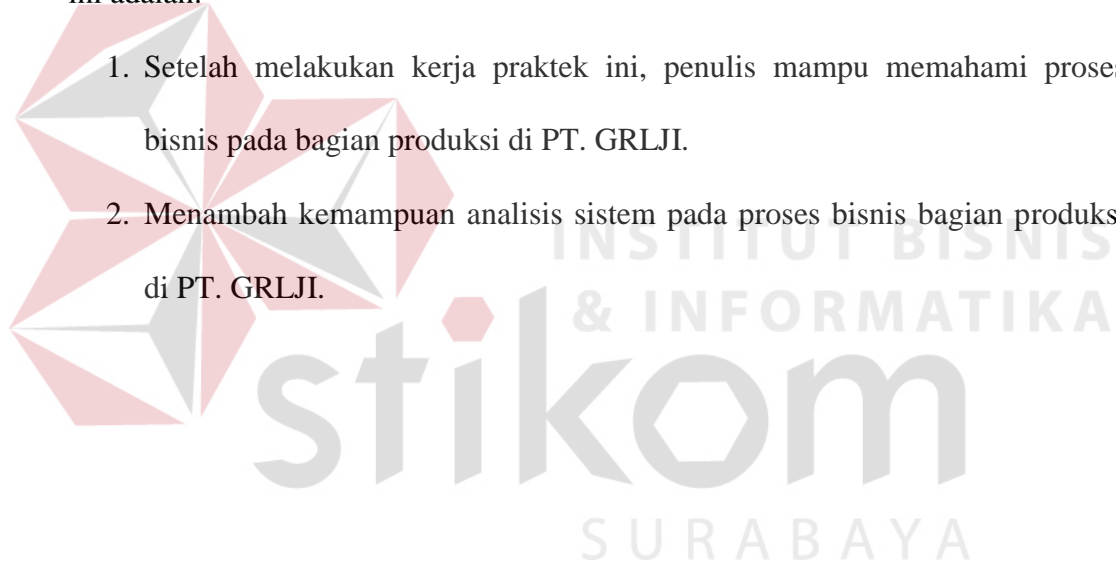 ini adalah:
1. Setelah melakukan kerja praktek ini, penulis mampu memahami proses
bisnis pada bagian produksi di PT. GRLJI.
2. Menambah kemampuan analisis sistem pada proses bisnis bagian produks
di PT. GRLJI.
INSTITUT BISNIS
& INFORMATIKA
stikom
SURABAYA